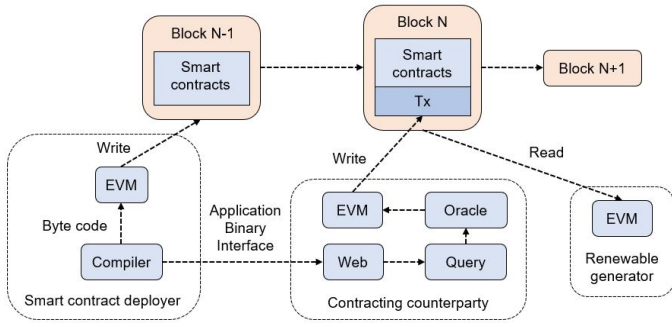 Block N-1
Smart
contracts
Block N
Smart
contracts
Tx
Block N+1
Write
EVM
Byte code
Compiler
Smart contract deployer
Application
Binary
Interface
Write
EVM
Oracle
Web
Query
Contracting counterparty
Read
EVM
Renewable
generator